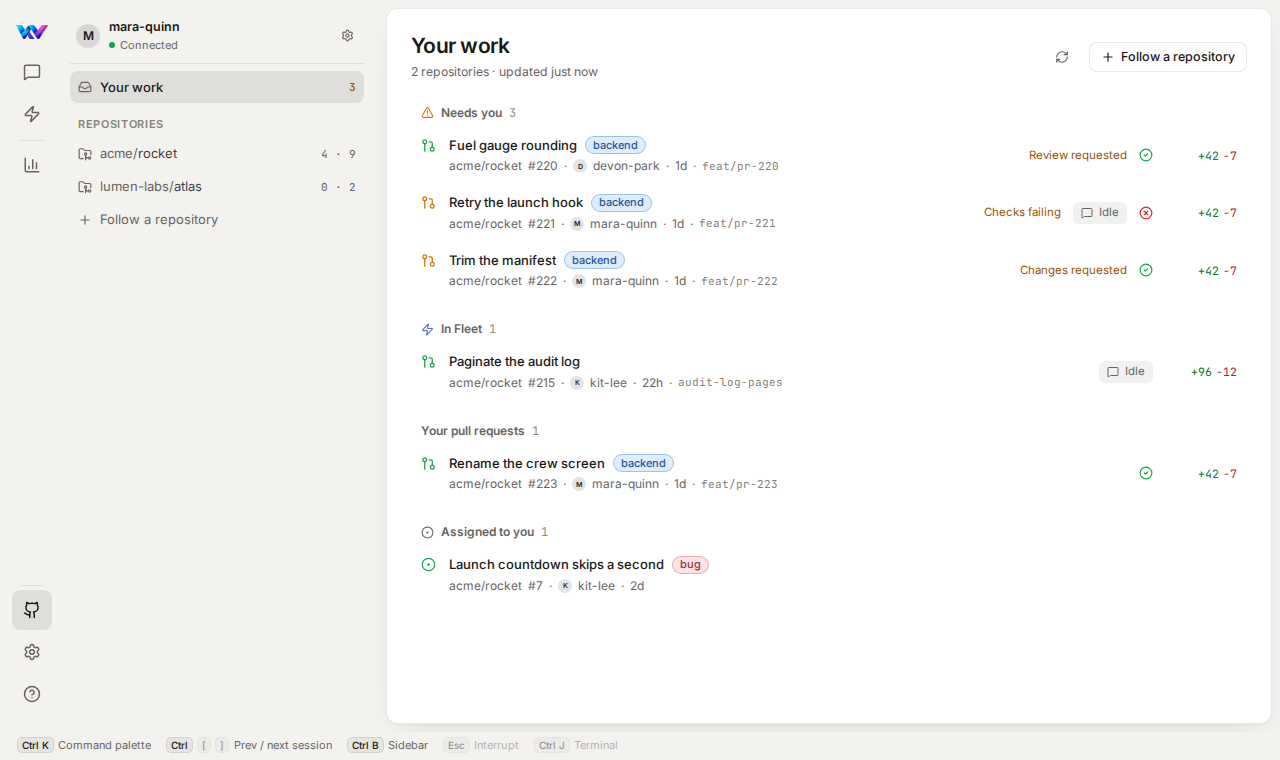 M mara-quinn
Connected
Your work 3
REPOSITORIES
acme/rocket 4 · 9
lumen-labs/atlas 0 · 2
Follow a repository
Your work
2 repositories · updated just now
Follow a repository
Needs you 3
Fuel gauge rounding backend
acme/rocket #220 · D devon-park · 1d · feat/pr-220
Review requested +42 -7
Retry the launch hook backend
acme/rocket #221 · M mara-quinn · 1d · feat/pr-221
Checks failing Idle +42 -7
Trim the manifest backend
acme/rocket #222 · M mara-quinn · 1d · feat/pr-222
Changes requested +42 -7
In Fleet 1
Paginate the audit log
acme/rocket #215 · K kit-lee · 22h · audit-log-pages
Idle +96 -12
Your pull requests 1
Rename the crew screen backend
acme/rocket #223 · M mara-quinn · 1d · feat/pr-223
+42 -7
Assigned to you 1
Launch countdown skips a second bug
acme/rocket #7 · K kit-lee · 2d
Ctrl K Command palette Ctrl [ ] Prev / next session Ctrl B Sidebar Esc Interrupt Ctrl J Terminal